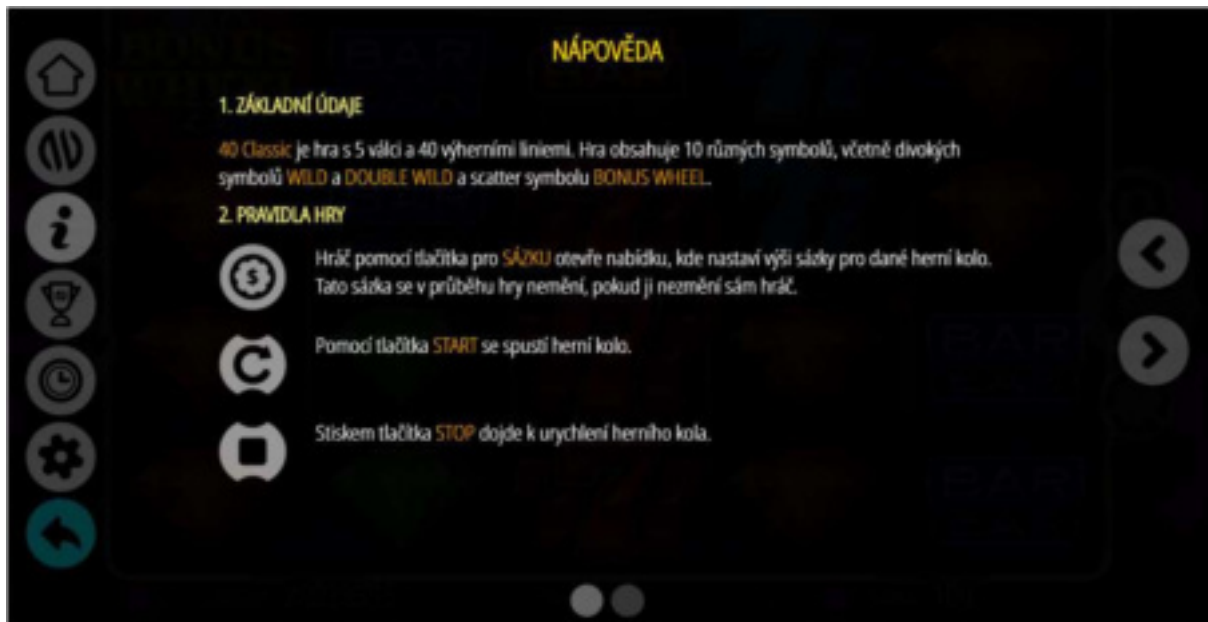 NÁPOVĚDA
1. ZÁKLADNÍ ÚDAJE
40 Classic je hra s 5 válci a 40 výherními liniemi. Hra obsahuje 10 různých symbolů, včetně divokých
symbolů WILD a DOUBLE WILD a scatter symbolu BONUS WHEEL.
2. PRAVIDLA HRY
Hráč pomocí tlačítka pro SÁZKU otevře nabídku, kde nastaví výši sázky pro dané herní kolo.
Tato sázka se v průběhu hry nemění, pokud ji nezmění sám hráč.
Pomocí tlačítka START se spustí herní kolo.
Stiskem tlačítka STOP dojde k urychlení herního kola.